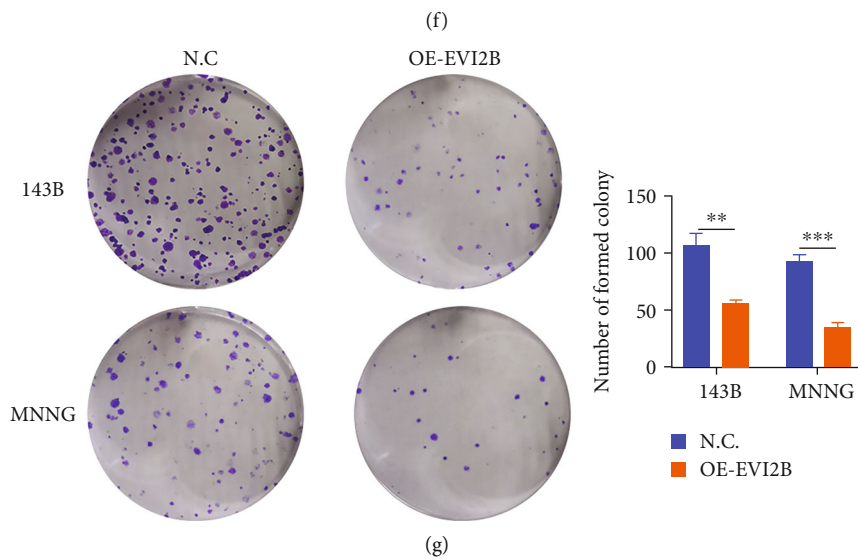 (f)
N.C
OE-EVI2B
143B
MNNG
Number of formed colony
150
100
50
0
**
***
143B
MNNG
N.C.
OE-EVI2B
(g)